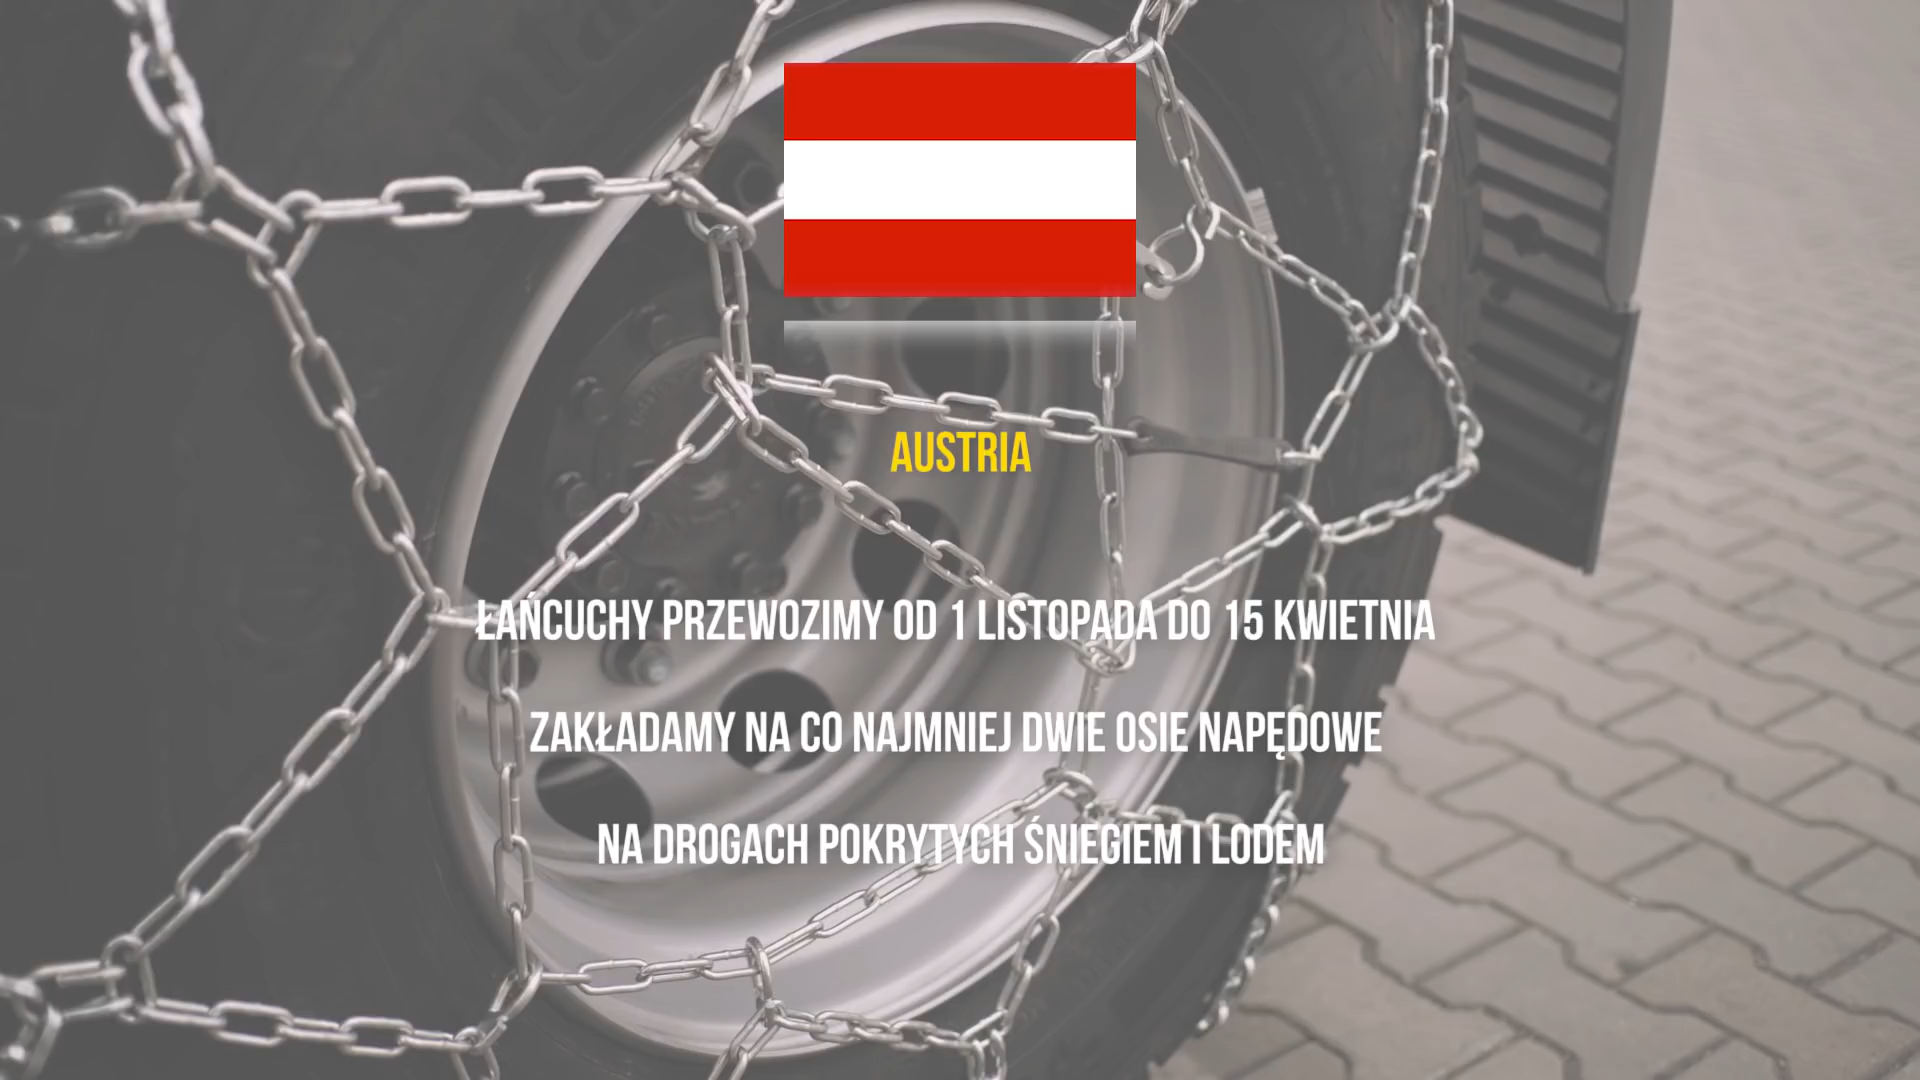 AUSTRIA
ŁAŃCUCHY PRZEWOZIMY OD 1 LISTOPADA DO 15 KWIETNIA
ZAKŁADAMY NA CO NAJMNIEJ DWIE OSIE NAPĘDOWE
NA DROGACH POKRYTYCH ŚNIEGIEM I LODEM